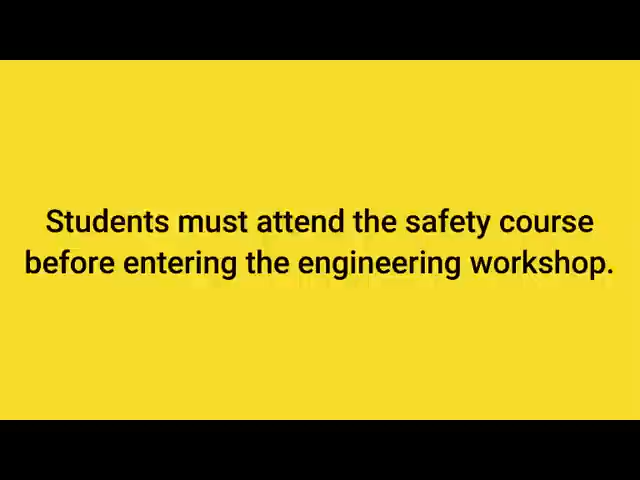 Students must attend the safety course
before entering the engineering workshop.